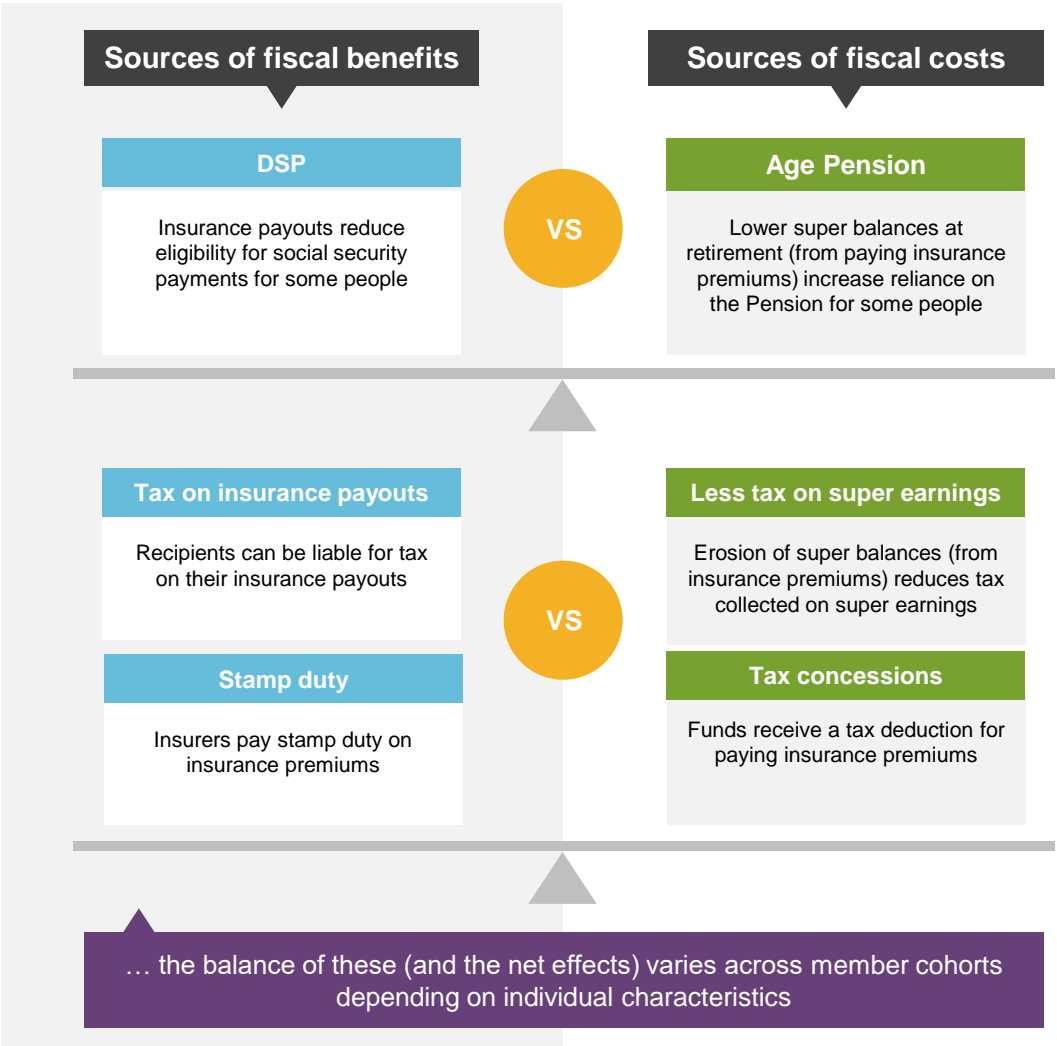 Sources of fiscal benefits
Sources of fiscal costs
DSP
Insurance payouts reduce
eligibility for social security
payments for some people
VS
Age Pension
Lower super balances at
retirement (from paying insurance
premiums) increase reliance on
the Pension for some people
Tax on insurance payouts
Recipients can be liable for tax
on their insurance payouts
Stamp duty
Insurers pay stamp duty on
insurance premiums
VS
Less tax on super earnings
Erosion of super balances (from
insurance premiums) reduces tax
collected on super earnings
Tax concessions
Funds receive a tax deduction for
paying insurance premiums
… the balance of these (and the net effects) varies across member cohorts
depending on individual characteristics